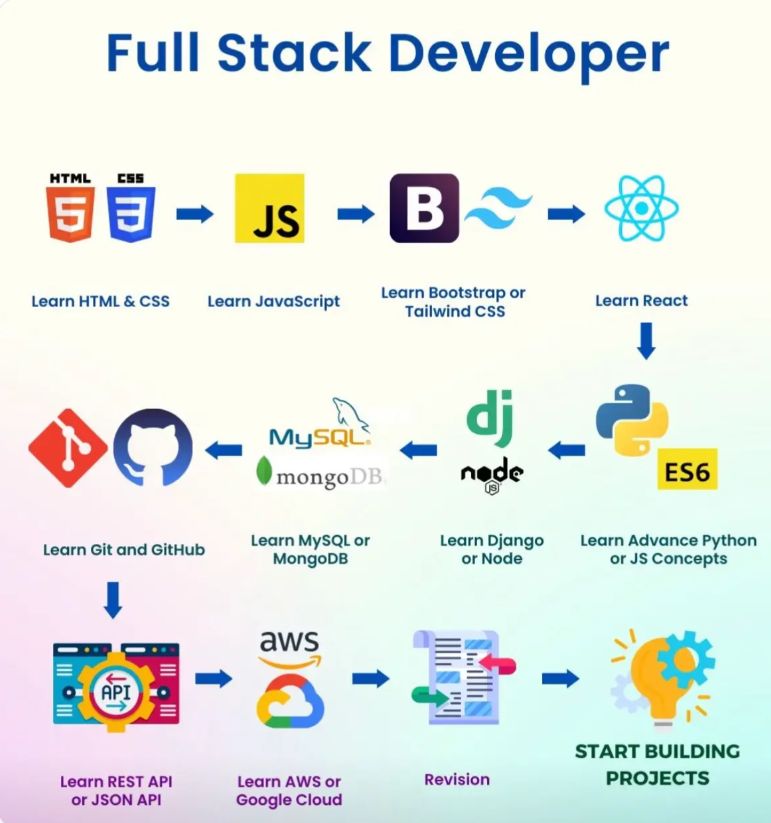 Full Stack Developer
HTML
CSS
5
3
JS
B
Learn HTML & CSS
Learn JavaScript
Learn Bootstrap or
Tailwind CSS
Learn React
MySQL®
mongoDB
dj
node
JS
ES6
Learn Git and GitHub
Learn MySQL or
MongoDB
Learn Django
or Node
Learn Advance Python
or JS Concepts
API
aws
Learn REST API
or JSON API
Learn AWS or
Google Cloud
Revision
START BUILDING
PROJECTS